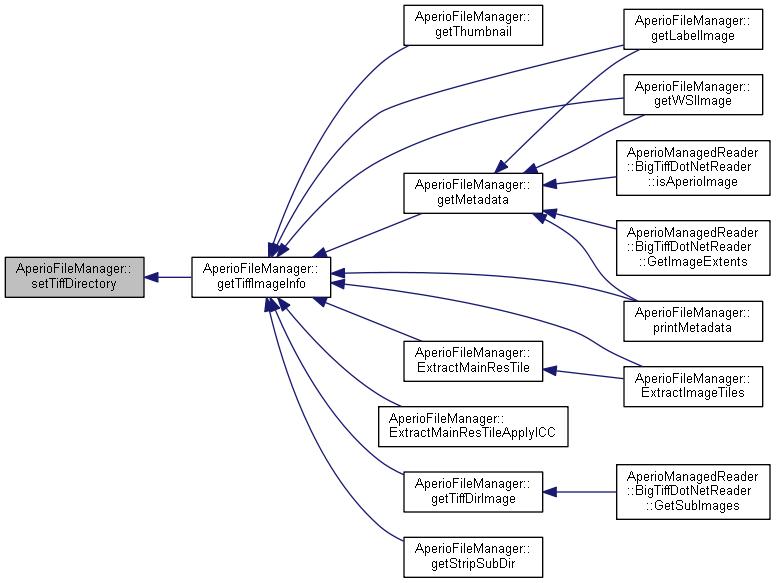 AperioFileManager::
setTiffDirectory
AperioFileManager::
getTiffImageInfo
AperioFileManager::
getThumbnail
AperioFileManager::
getMetadata
AperioFileManager::
ExtractMainResTile
AperioFileManager::
ExtractMainResTileApplyICC
AperioFileManager::
getTiffDirImage
AperioFileManager::
getStripSubDir
AperioFileManager::
getLabelImage
AperioFileManager::
getWSIImage
AperioManagedReader
::BigTiffDotNetReader
::isAperioImage
AperioManagedReader
::BigTiffDotNetReader
::GetImageExtents
AperioFileManager::
printMetadata
AperioFileManager::
ExtractImageTiles
AperioManagedReader
::BigTiffDotNetReader
::GetSubImages